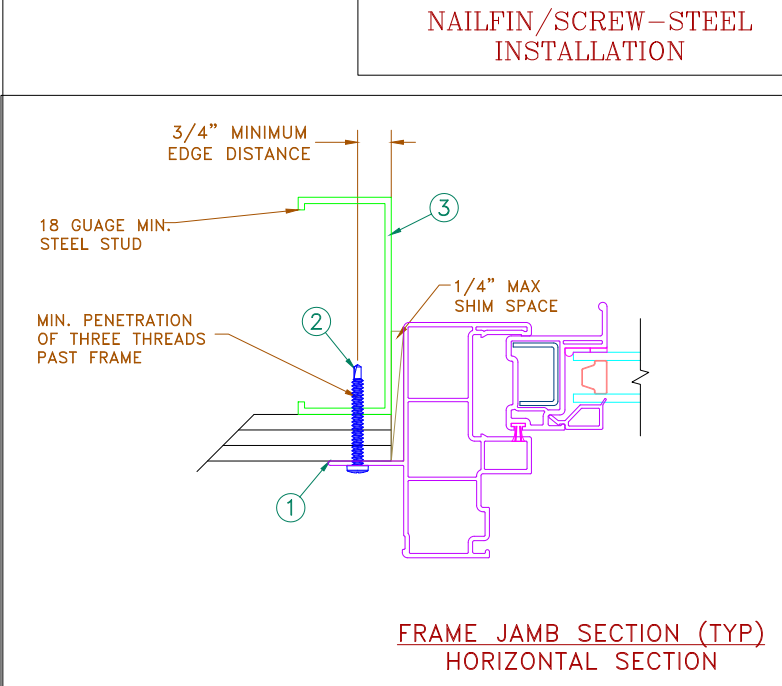 NAILFIN/SCREW-STEEL
INSTALLATION
3/4" MINIMUM
EDGE DISTANCE
18 GUAGE MIN.
STEEL STUD
3
1/4" MAX
SHIM SPACE
MIN. PENETRATION
OF THREE THREADS
PAST FRAME
2
1
FRAME JAMB SECTION (TYP)
HORIZONTAL SECTION